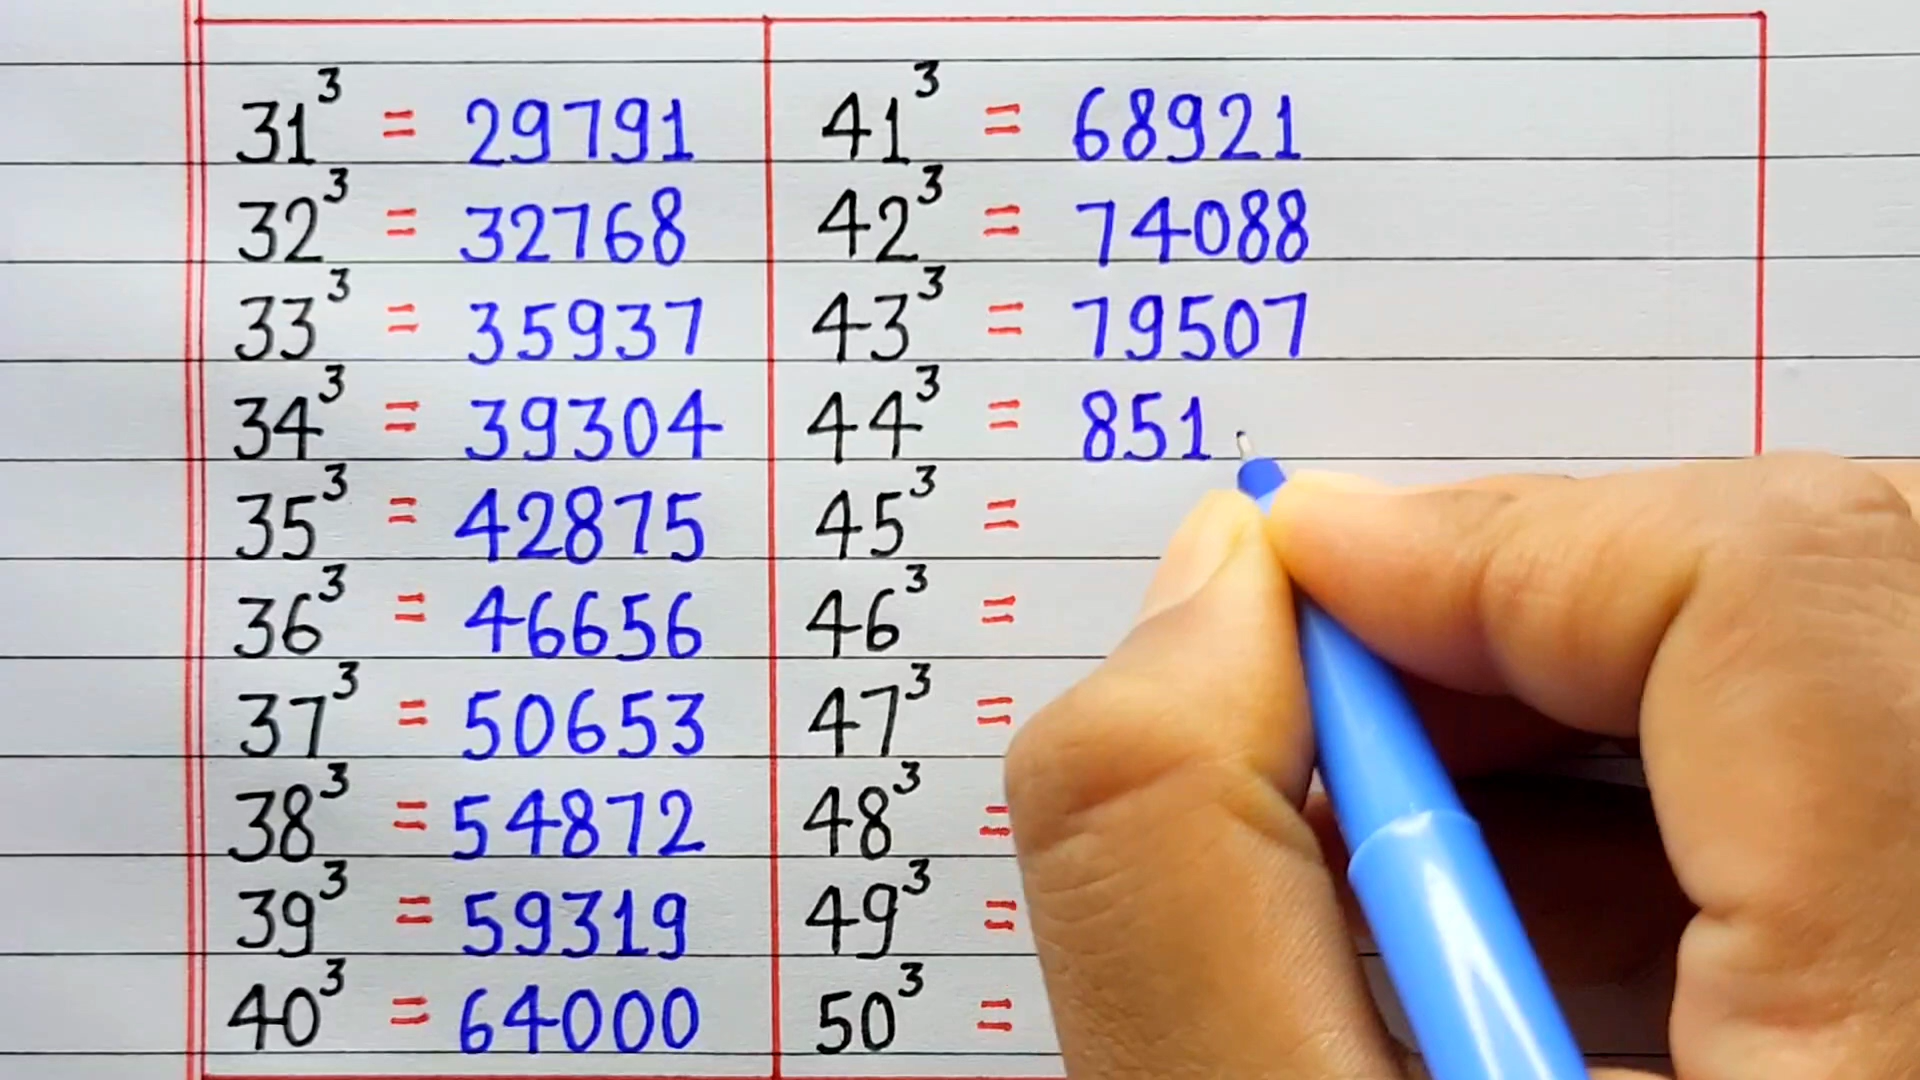 31³ = 29791
32³ = 32768
33³ = 35937
34³ = 39304
35³ = 42875
36³ = 46656
37³ = 50653
38³ = 54872
39³ = 59319
40³ = 64000
41³ = 68921
42³ = 74088
43³ = 79507
44³ = 851
45³ =
46³ =
47³ =
48³ =
49³ =
50³ =